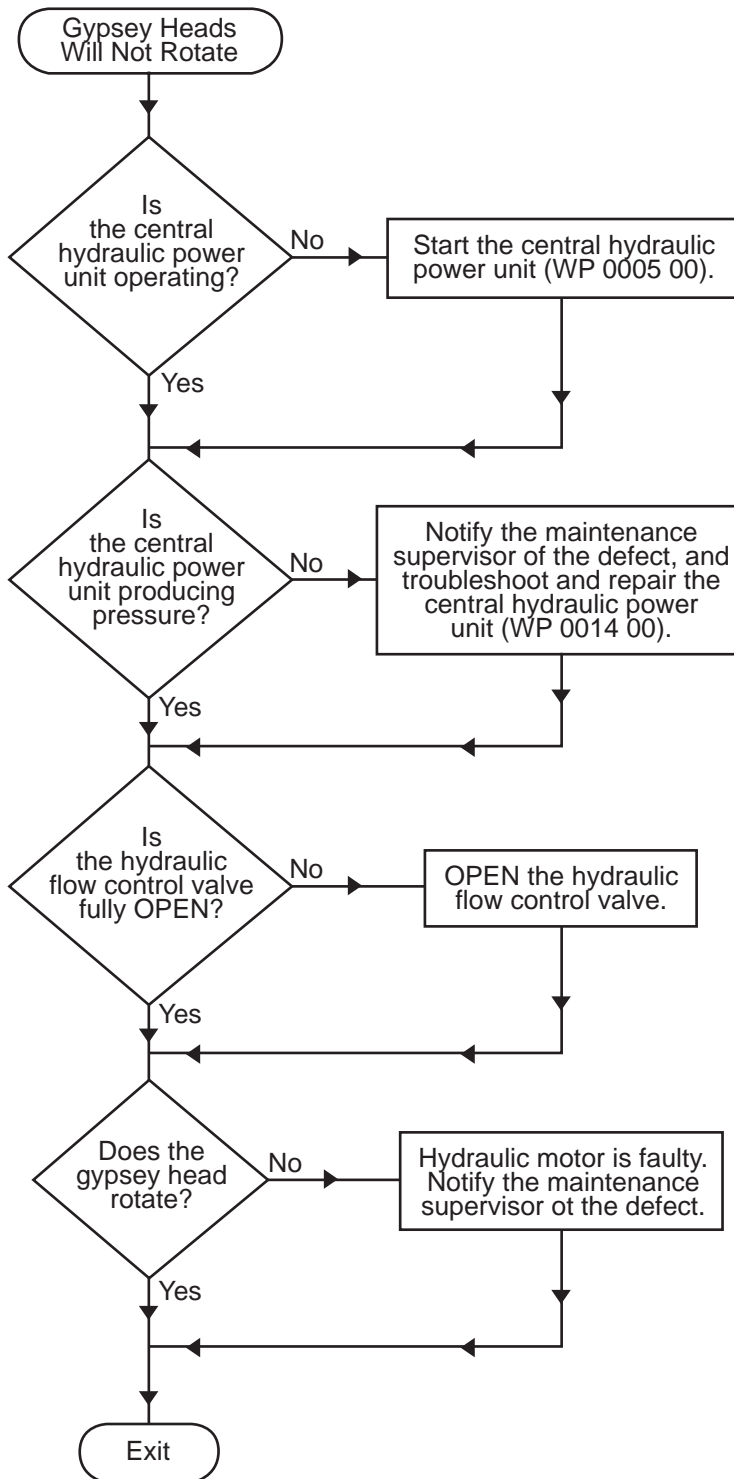 Gypsey Heads
Will Not Rotate
Is
the central
hydraulic power
unit operating?
No
Start the central hydraulic
power unit (WP 0005 00).
Yes
Is
the central
hydraulic power
unit producing
pressure?
No
Notify the maintenance
supervisor of the defect, and
troubleshoot and repair the
central hydraulic power
unit (WP 0014 00).
Yes
Is
the hydraulic
flow control valve
fully OPEN?
No
OPEN the hydraulic
flow control valve.
Yes
Does the
gypsey head
rotate?
No
Hydraulic motor is faulty.
Notify the maintenance
supervisor ot the defect.
Yes
Exit